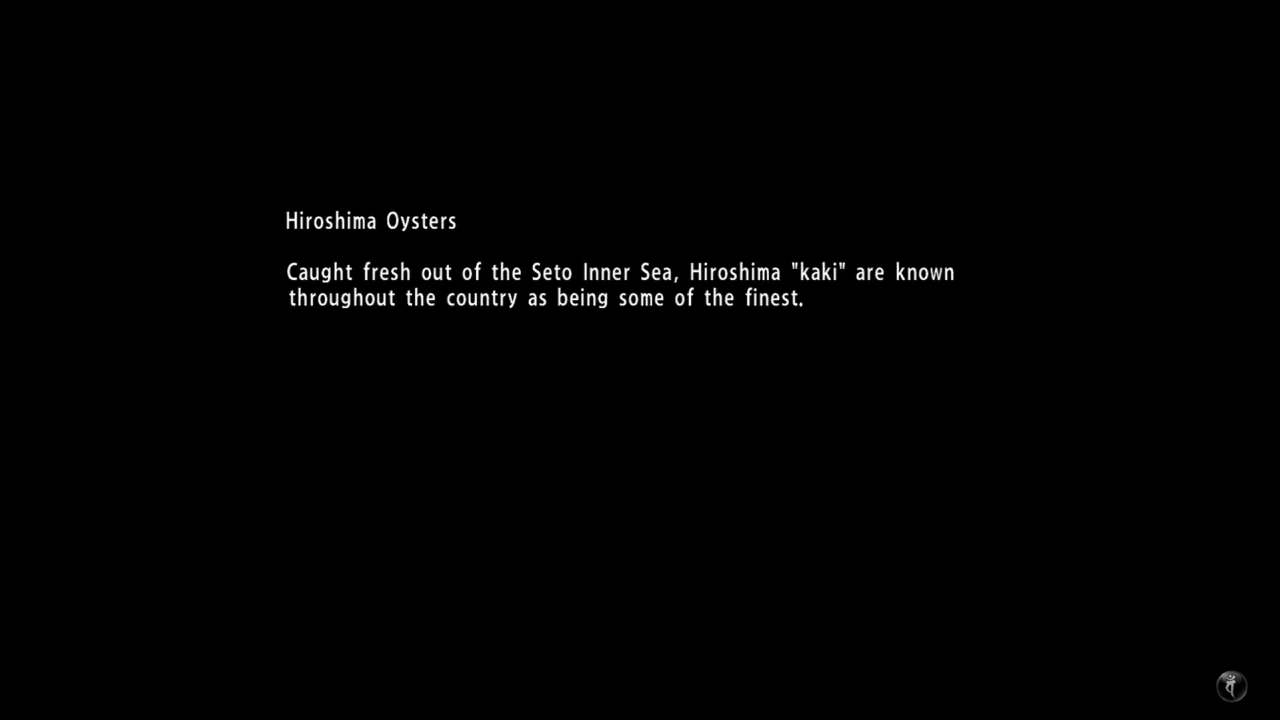 Hiroshima Oysters
Caught fresh out of the Seto Inner Sea, Hiroshima "kaki" are known
throughout the country as being some of the finest.